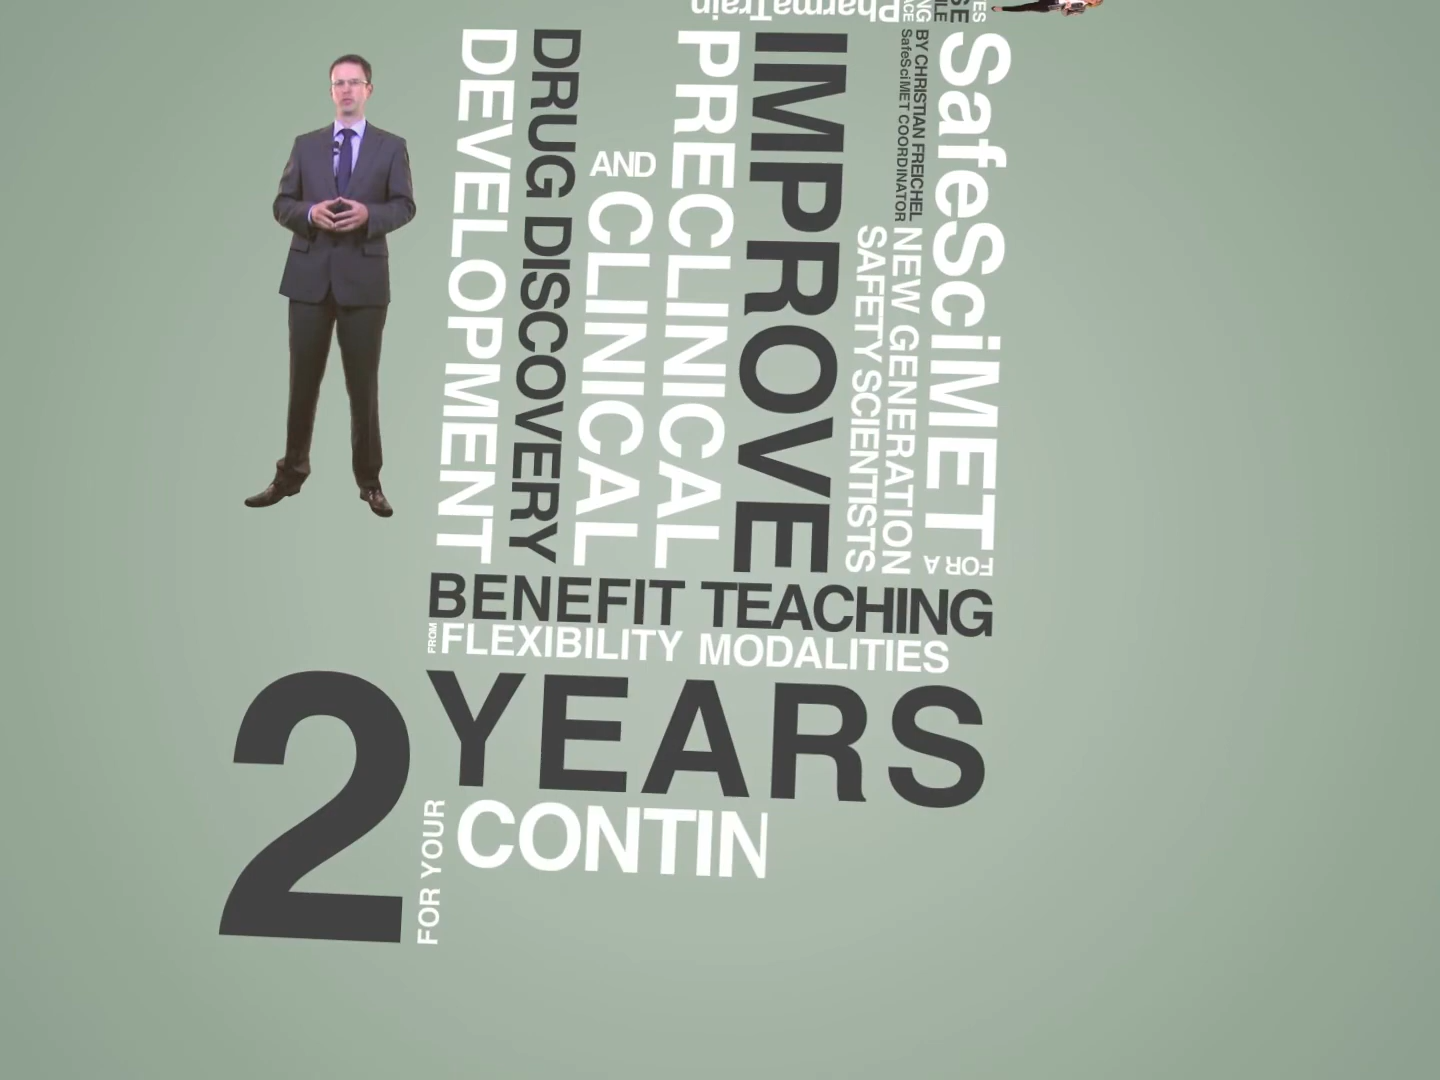 PharmaTrain
SafeSciMET
BY CHRISTIAN FREICHEL
SafeSciMET COORDINATOR
FOR A
NEW GENERATION
SAFETY SCIENTISTS
IMPROVE
PRECLINICAL
AND CLINICAL
DRUG DISCOVERY
DEVELOPMENT
BENEFIT TEACHING
FROM FLEXIBILITY MODALITIES
2 YEARS
FOR YOUR CONTIN